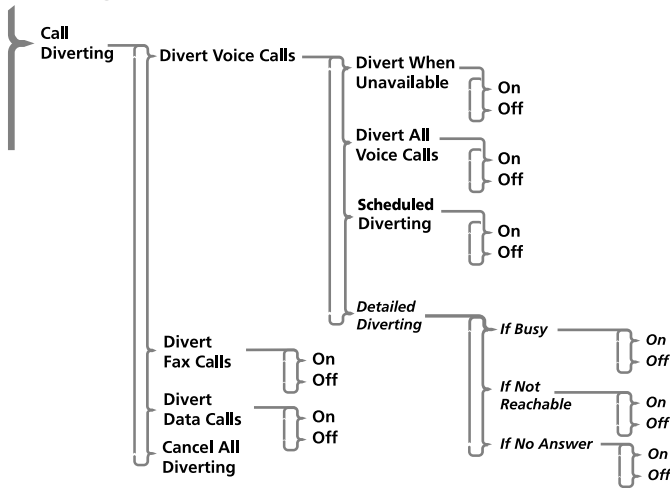 Call
Diverting
Divert Voice Calls
Divert When
Unavailable
On
Off
Divert All
Voice Calls
On
Off
Scheduled
Diverting
On
Off
Detailed
Diverting
If Busy
On
Off
If Not
Reachable
On
Off
If No Answer
On
Off
Divert
Fax Calls
On
Off
Divert
Data Calls
On
Off
Cancel All
Diverting